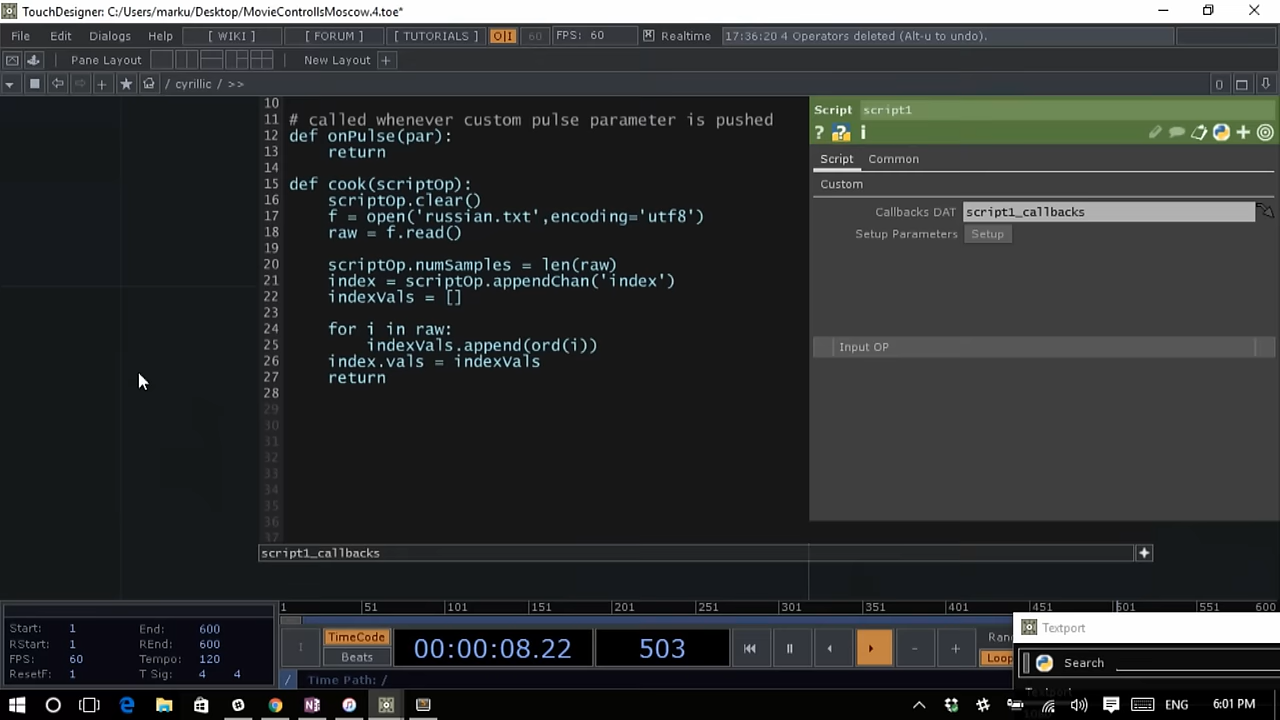 TouchDesigner: C:/Users/marku/Desktop/MovieControllsMoscow.4.toe*
File Edit Dialogs Help [ WIKI ] [ FORUM ] [ TUTORIALS ] O|I 60 FPS: 60 Realtime 17:36:20 4 Operators deleted (Alt-u to undo).
Pane Layout New Layout +
/ cyrillic / >> 0
10
11 # called whenever custom pulse parameter is pushed
12 def onPulse(par):
13 return
14
15 def cook(scriptOp):
16 scriptOp.clear()
17 f = open('russian.txt',encoding='utf8')
18 raw = f.read()
19
20 scriptOp.numSamples = len(raw)
21 index = scriptOp.appendChan('index')
22 indexVals = []
23
24 for i in raw:
25 indexVals.append(ord(i))
26 index.vals = indexVals
27 return
28
29
30
31
32
33
34
35
36
37
script1_callbacks
Script script1
? ? i
Script Common
Custom
Callbacks DAT script1_callbacks
Setup Parameters Setup
Input OP
1 51 101 151 201 251 301 351 401 451 501 551 600
Start: 1 End: 600
RStart: 1 REnd: 600
FPS: 60 Tempo: 120
ResetF: 1 T Sig: 4 4
TimeCode
Beats
00:00:08.22 503
Loop
/ Time Path: /
Textport
Search
ENG 6:01 PM